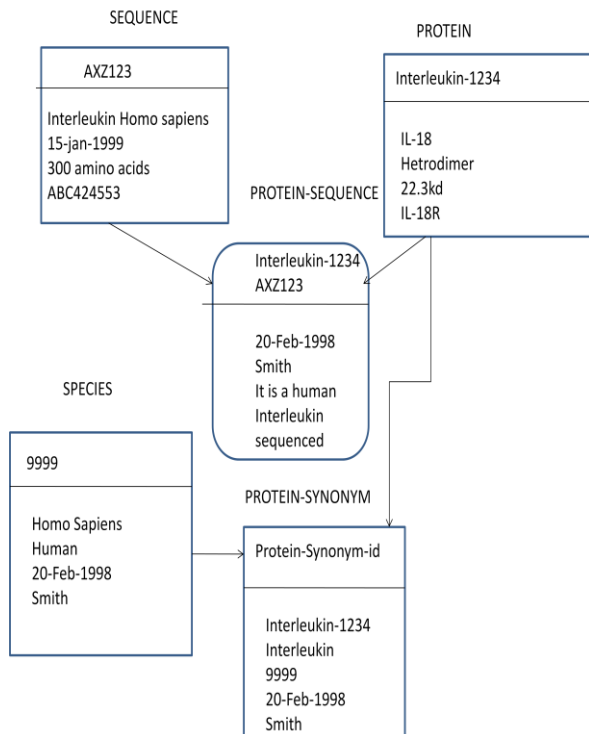 SEQUENCE
AXZ123
Interleukin Homo sapiens
15-jan-1999
300 amino acids
ABC424553
PROTEIN
Interleukin-1234
IL-18
Hetrodimer
22.3kd
IL-18R
PROTEIN-SEQUENCE
Interleukin-1234
AXZ123
20-Feb-1998
Smith
It is a human
Interleukin
sequenced
SPECIES
9999
Homo Sapiens
Human
20-Feb-1998
Smith
PROTEIN-SYNONYM
Protein-Synonym-id
Interleukin-1234
Interleukin
9999
20-Feb-1998
Smith